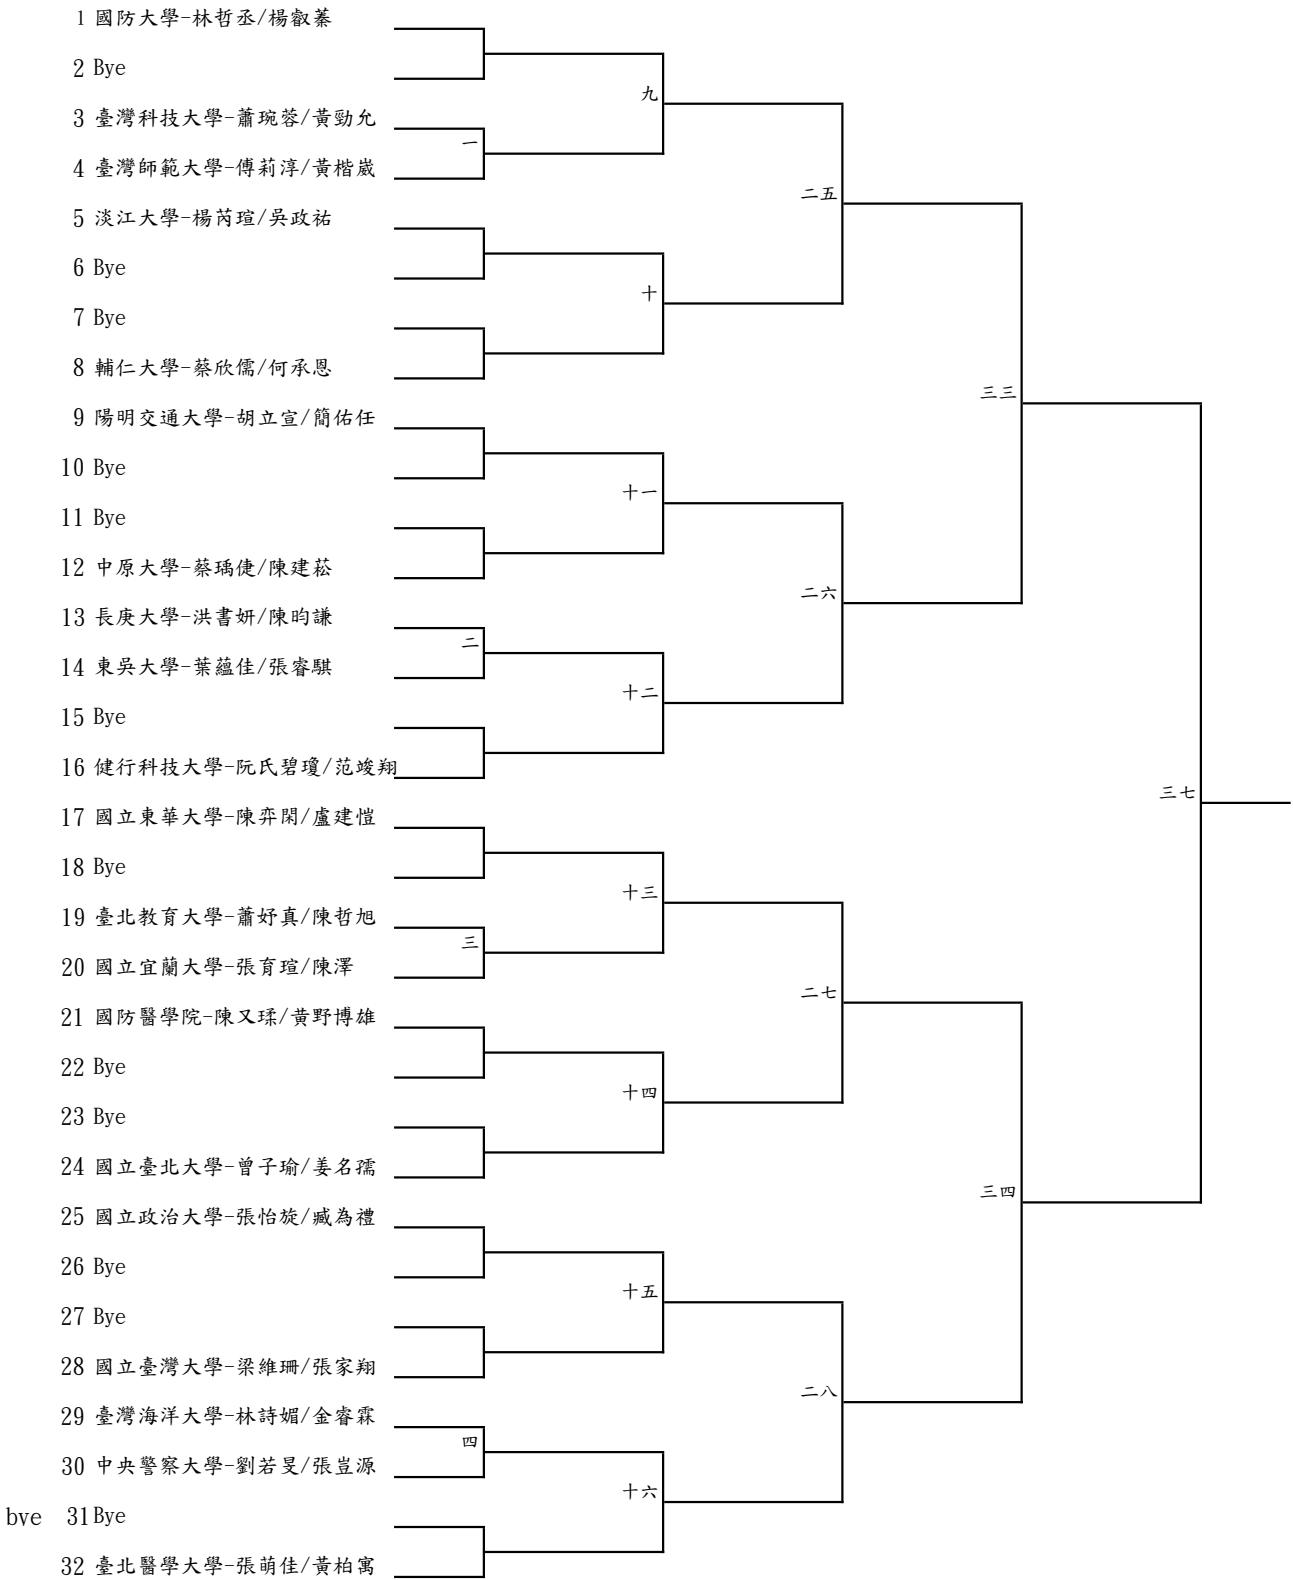 1 國防大學-林哲丞/楊叡蓁
2 Bye
九
3 臺灣科技大學-蕭琬蓉/黃勁允
一
4 臺灣師範大學-傅莉淳/黃楷崴
二五
5 淡江大學-楊芮瑄/吳政祐
6 Bye
十
7 Bye
8 輔仁大學-蔡欣儒/何承恩
三三
9 陽明交通大學-胡立宣/簡佑任
10 Bye
十一
11 Bye
12 中原大學-蔡瑀倢/陳建菘
二六
13 長庚大學-洪書妍/陳昀謙
二
14 東吳大學-葉蘊佳/張睿騏
十二
15 Bye
16 健行科技大學-阮氏碧瓊/范竣翔
三七
17 國立東華大學-陳弈閑/盧建愷
18 Bye
十三
19 臺北教育大學-蕭妤真/陳哲旭
三
20 國立宜蘭大學-張育瑄/陳澤
二七
21 國防醫學院-陳又瑈/黃野博雄
22 Bye
十四
23 Bye
24 國立臺北大學-曾子瑜/姜名孺
三四
25 國立政治大學-張怡旋/臧為禮
26 Bye
十五
27 Bye
28 國立臺灣大學-梁維珊/張家翔
二八
29 臺灣海洋大學-林詩媚/金睿霖
四
30 中央警察大學-劉若旻/張豈源
十六
bye 31 Bye
32 臺北醫學大學-張萌佳/黃柏寓